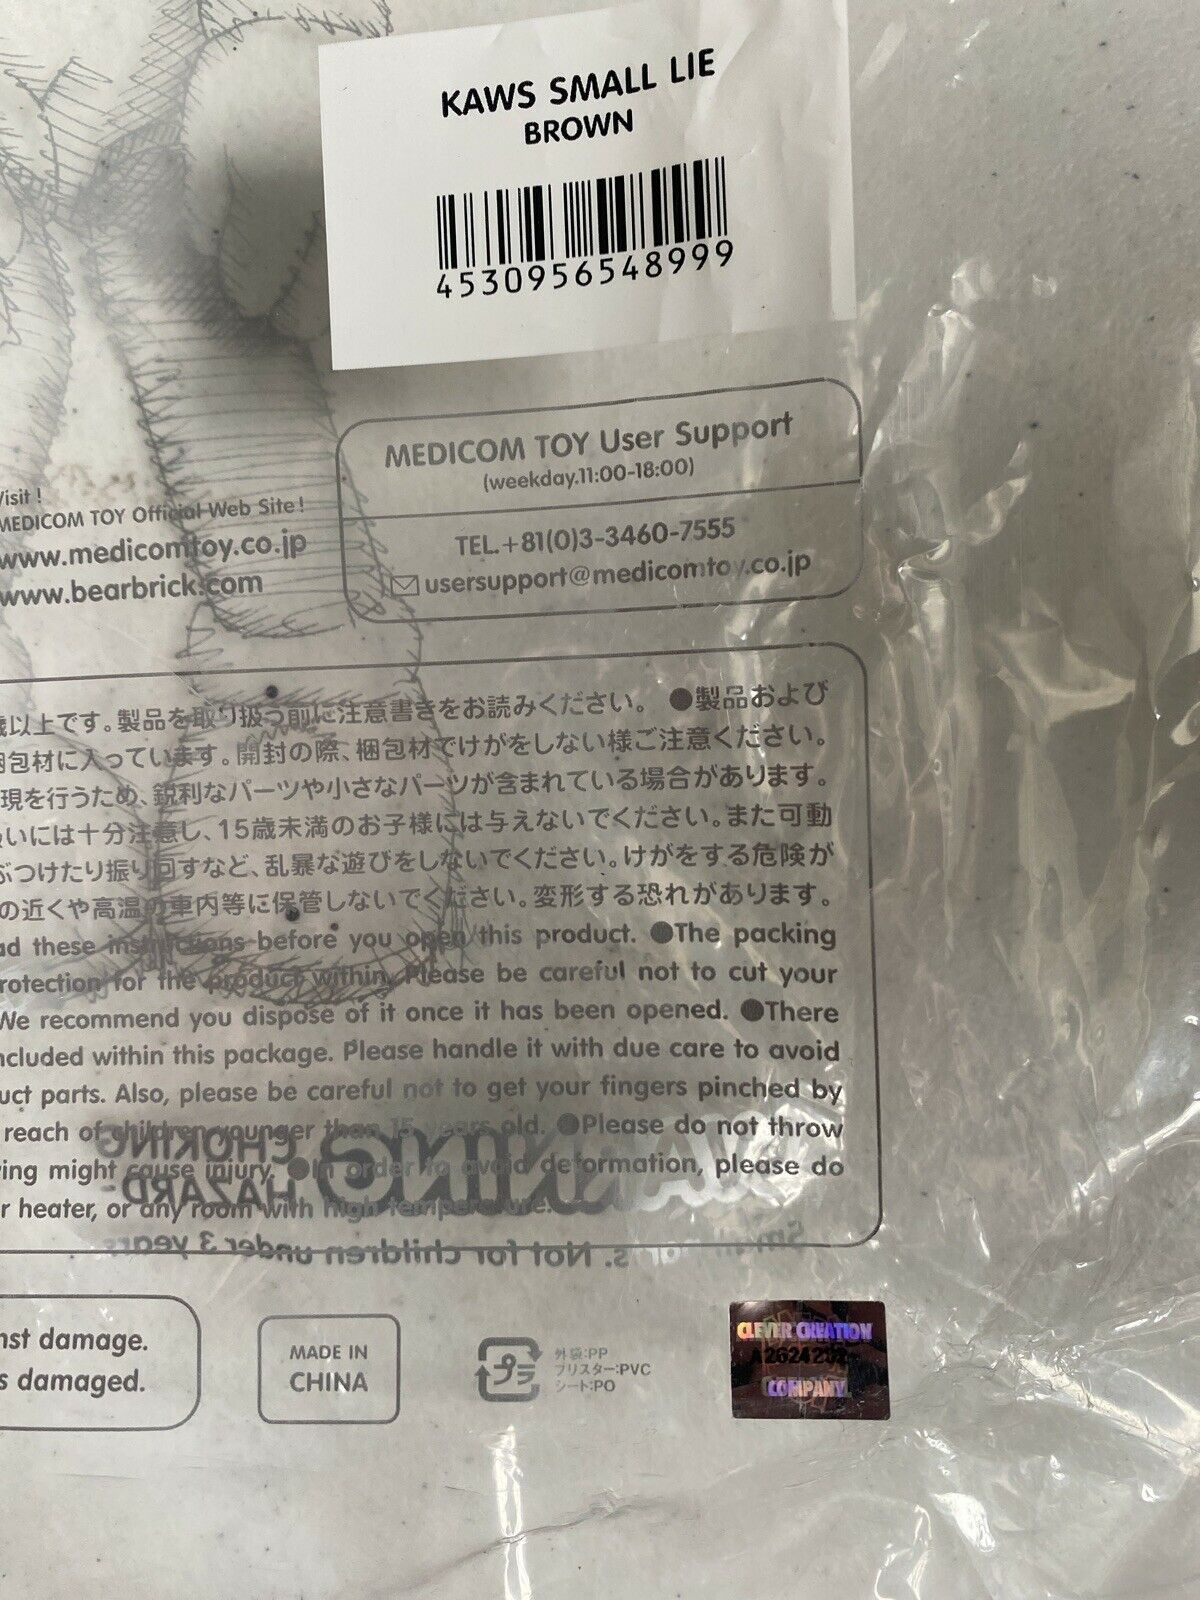 KAWS SMALL LIE
BROWN
4530956548999
MEDICOM TOY User Support
(weekday.11:00-18:00)
TEL.+81(0)3-3460-7555
usersupport@medicomtoy.co.jp
Visit !
MEDICOM TOY Official Web Site!
www.medicomtoy.co.jp
www.bearbrick.com
歳以上です。製品を取り扱う前に注意書きをお読みください。 ●製品および
梱包材に入っています。開封の際、梱包材でけがをしない様ご注意ください。
現を行うため、鋭利なパーツや小さなパーツが含まれている場合があります。
いには十分注意し、15歳未満のお子様には与えないでください。また可動
ぶつけたり振り回すなど、乱暴な遊びをしないでください。けがをする危険が
の近くや高温の車内等に保管しないでください。変形する恐れがあります。
ad these instructions before you open this product. ●The packing
rotection for the product within. Please be careful not to cut your
We recommend you dispose of it once it has been opened. ●There
ncluded within this package. Please handle it with due care to avoid
uct parts. Also, please be careful not to get your fingers pinched by
reach of children younger than 15 years old. ●Please do not throw
ing might cause injury. ●In order to avoid deformation, please do
r heater, or any room with high temperature.
CHOKING
HAZARD
s. Not for children under 3 years
nst damage.
s damaged.
MADE IN
CHINA
プラ
外袋:PP
ブリスター:PVC
シート:PO
CLEVER CREATION
COMPANY